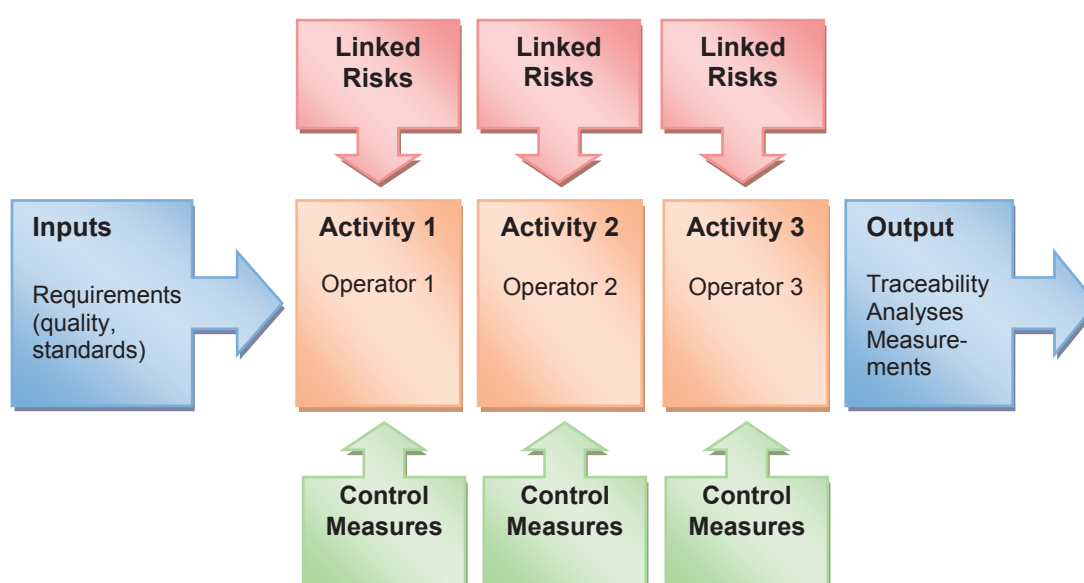 Linked
Risks
Linked
Risks
Linked
Risks
Inputs
Requirements
(quality,
standards)
Activity 1
Operator 1
Activity 2
Operator 2
Activity 3
Operator 3
Output
Traceability
Analyses
Measure-
ments
Control
Measures
Control
Measures
Control
Measures